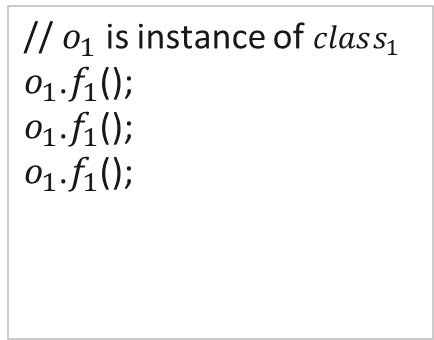 // o₁ is instance of class₁
o₁.f₁();
o₁.f₁();
o₁.f₁();